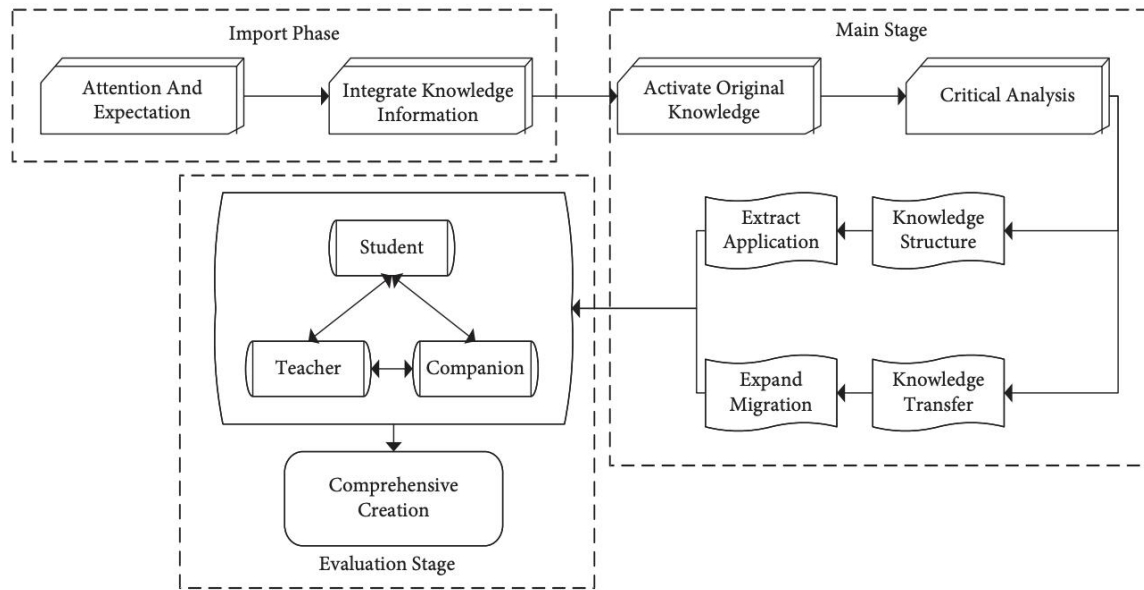 Import Phase
Attention And
Expectation
Integrate Knowledge
Information
Main Stage
Activate Original
Knowledge
Critical Analysis
Extract
Application
Knowledge
Structure
Expand
Migration
Knowledge
Transfer
Student
Teacher
Companion
Comprehensive
Creation
Evaluation Stage